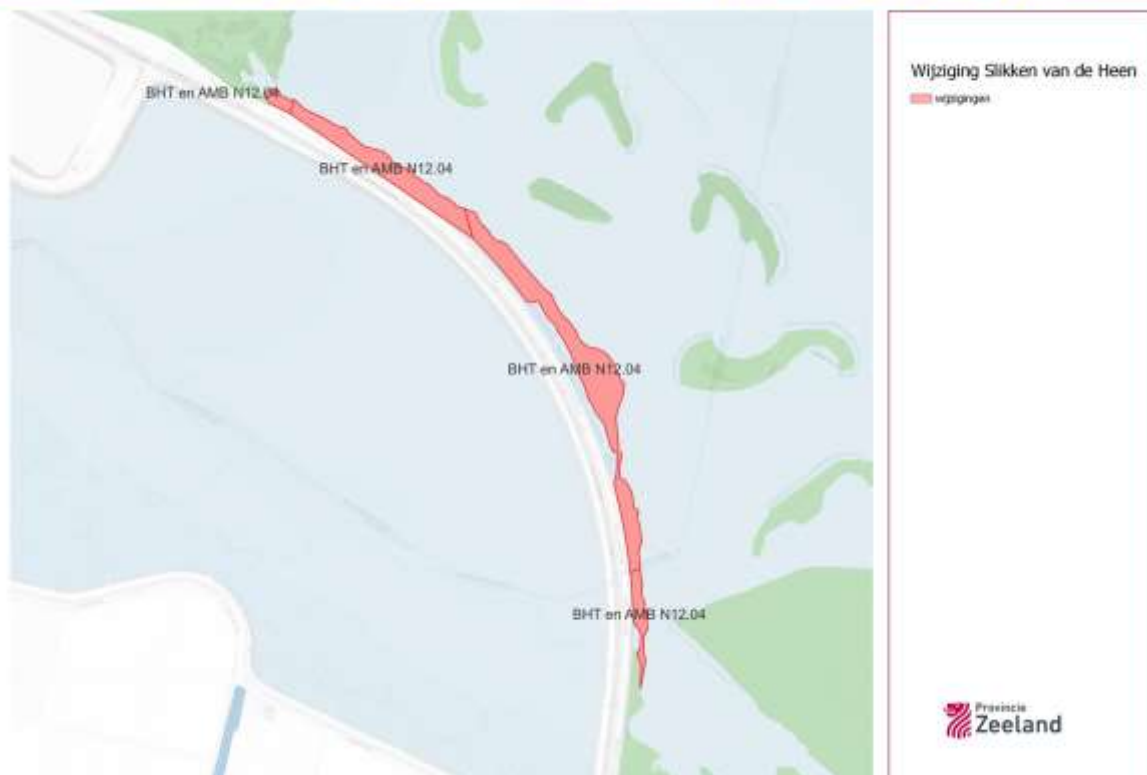 BHT en AMB N12.04
BHT en AMB N12.04
BHT en AMB N12.04
BHT en AMB N12.04
Wijziging Slikken van de Heen
wijzigingen
Provincie
Zeeland